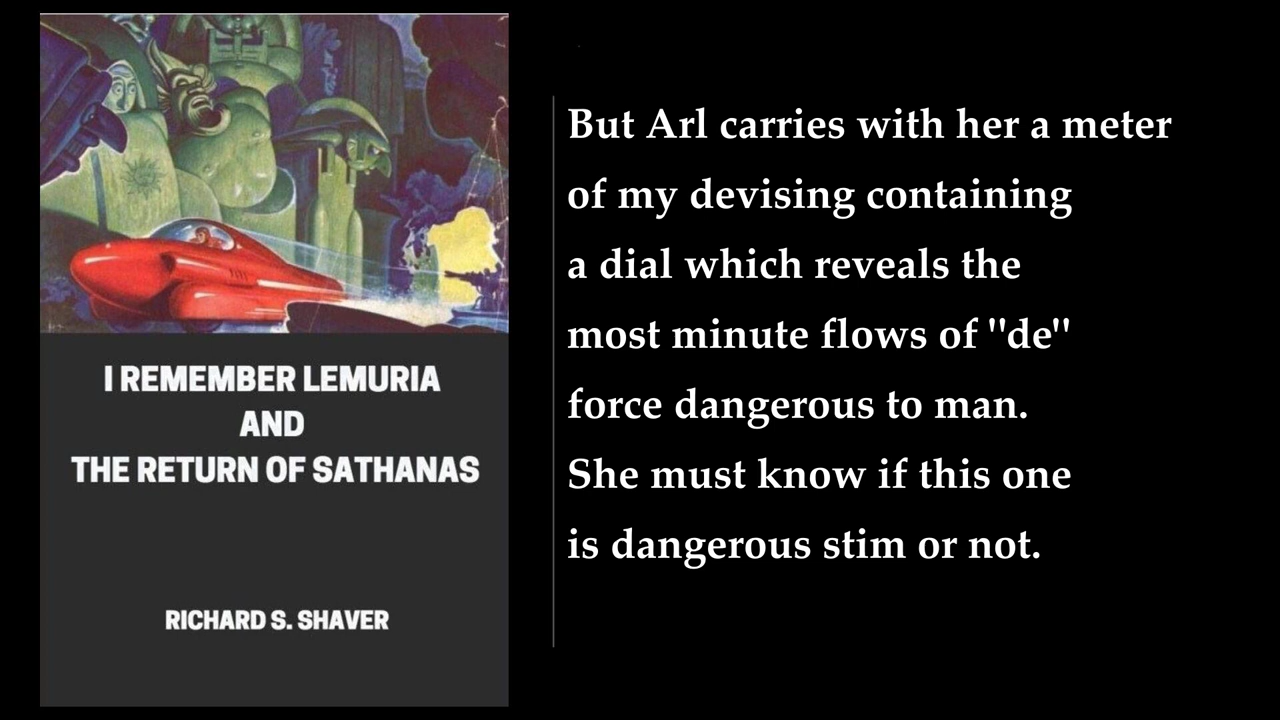 I REMEMBER LEMURIA
AND
THE RETURN OF SATHANAS
RICHARD S. SHAVER
But Arl carries with her a meter
of my devising containing
a dial which reveals the
most minute flows of "de"
force dangerous to man.
She must know if this one
is dangerous stim or not.